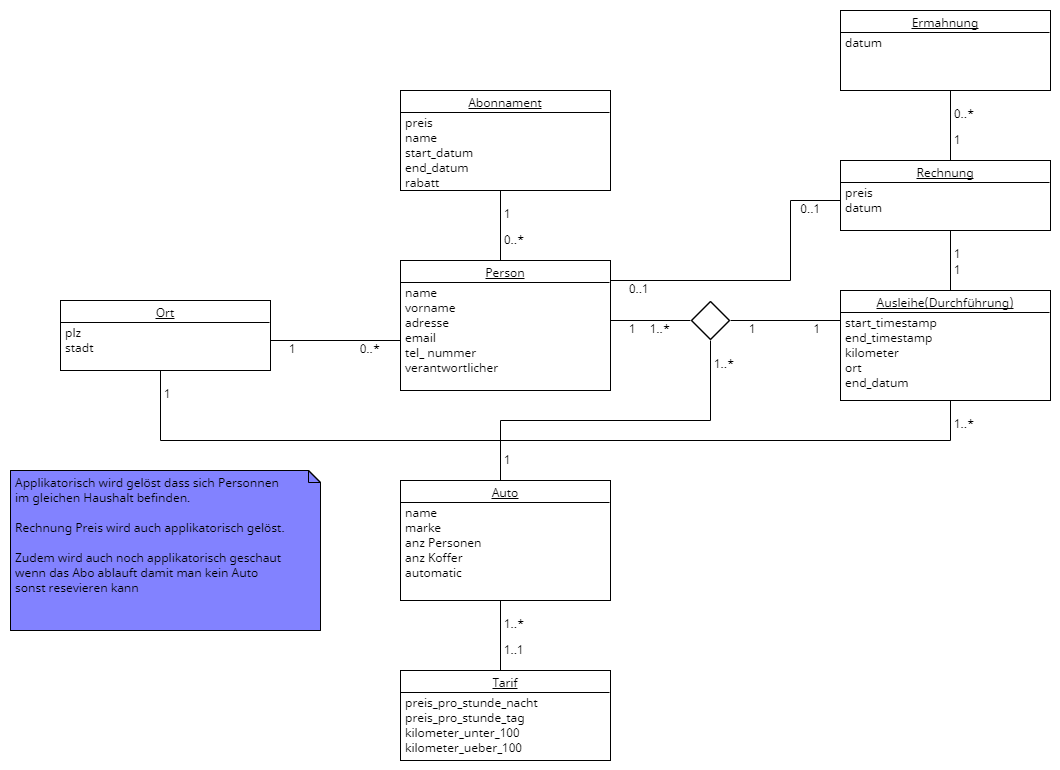 Ermahnung
datum
0..*
1
Abonnament
preis
name
start_datum
end_datum
rabatt
1
0..*
Rechnung
preis
datum
0..1
1
1
Person
name
vorname
adresse
email
tel_ nummer
verantwortlicher
0..1
1
1..*
1
1
1..*
Ausleihe(Durchführung)
start_timestamp
end_timestamp
kilometer
ort
end_datum
1..*
Ort
plz
stadt
1
0..*
1
1
Applikatorisch wird gelöst dass sich Personnen
im gleichen Haushalt befinden.
Rechnung Preis wird auch applikatorisch gelöst.
Zudem wird auch noch applikatorisch geschaut
wenn das Abo ablauft damit man kein Auto
sonst resevieren kann
Auto
name
marke
anz Personen
anz Koffer
automatic
1..*
1..1
Tarif
preis_pro_stunde_nacht
preis_pro_stunde_tag
kilometer_unter_100
kilometer_ueber_100